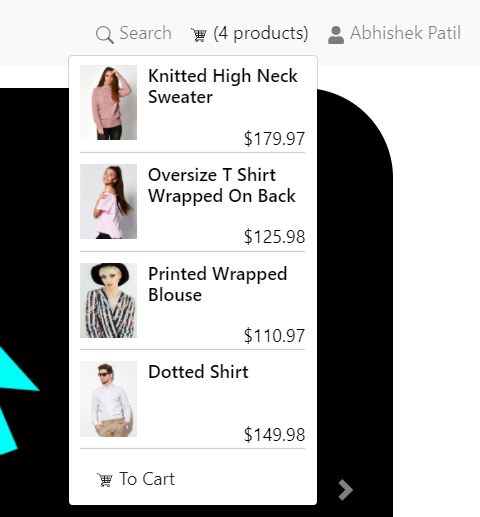 Search (4 products) Abhishek Patil
Knitted High Neck
Sweater
$179.97
Oversize T Shirt
Wrapped On Back
$125.98
Printed Wrapped
Blouse
$110.97
Dotted Shirt
$149.98
To Cart